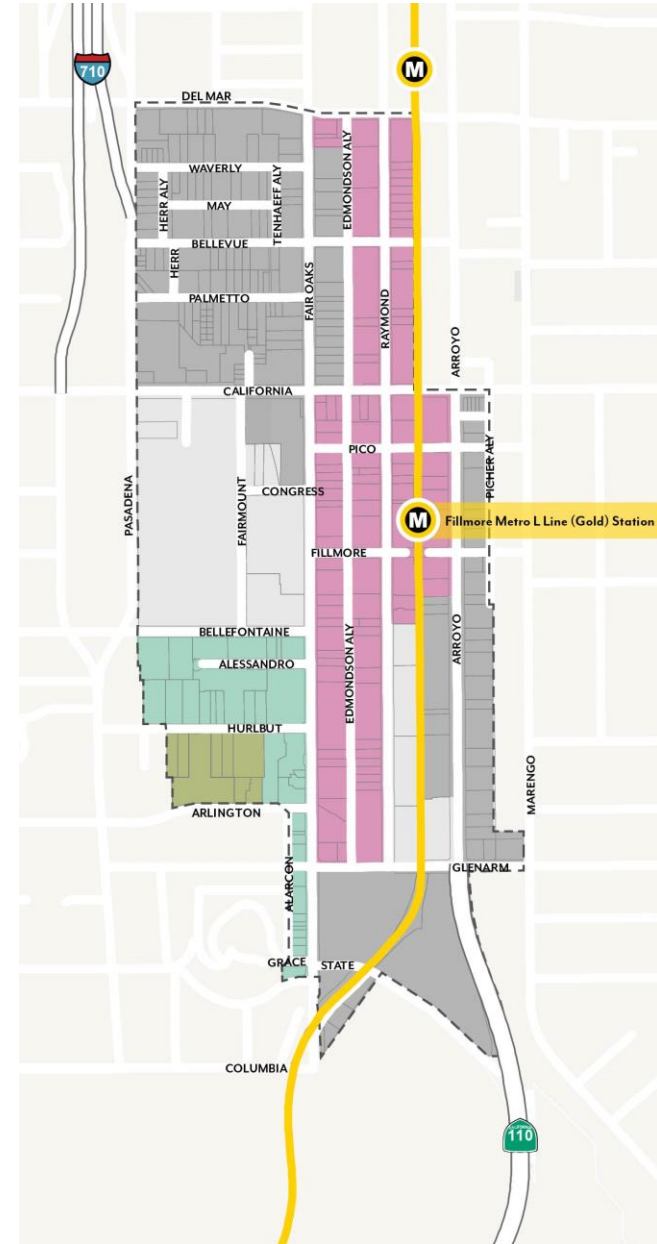 M
710
DEL MAR
WAVERLY
HERR ALY
MAY
TENHAEFF ALY
EDMONDSON ALY
BELLEVUE
HERR
FAIR OAKS
PALMETTO
RAYMOND
ARROYO
CALIFORNIA
PICO
PICHER ALY
PASADENA
FAIRMOUNT
CONGRESS
M
Fillmore Metro L Line (Gold) Station
FILLMORE
BELLEFONTAINE
ALESSANDRO
EDMONDSON ALY
ARROYO
HURLBUT
MARENGO
ARLINGTON
ALARCON
GLENARM
GRACE
STATE
COLUMBIA
CALIFORNIA
110